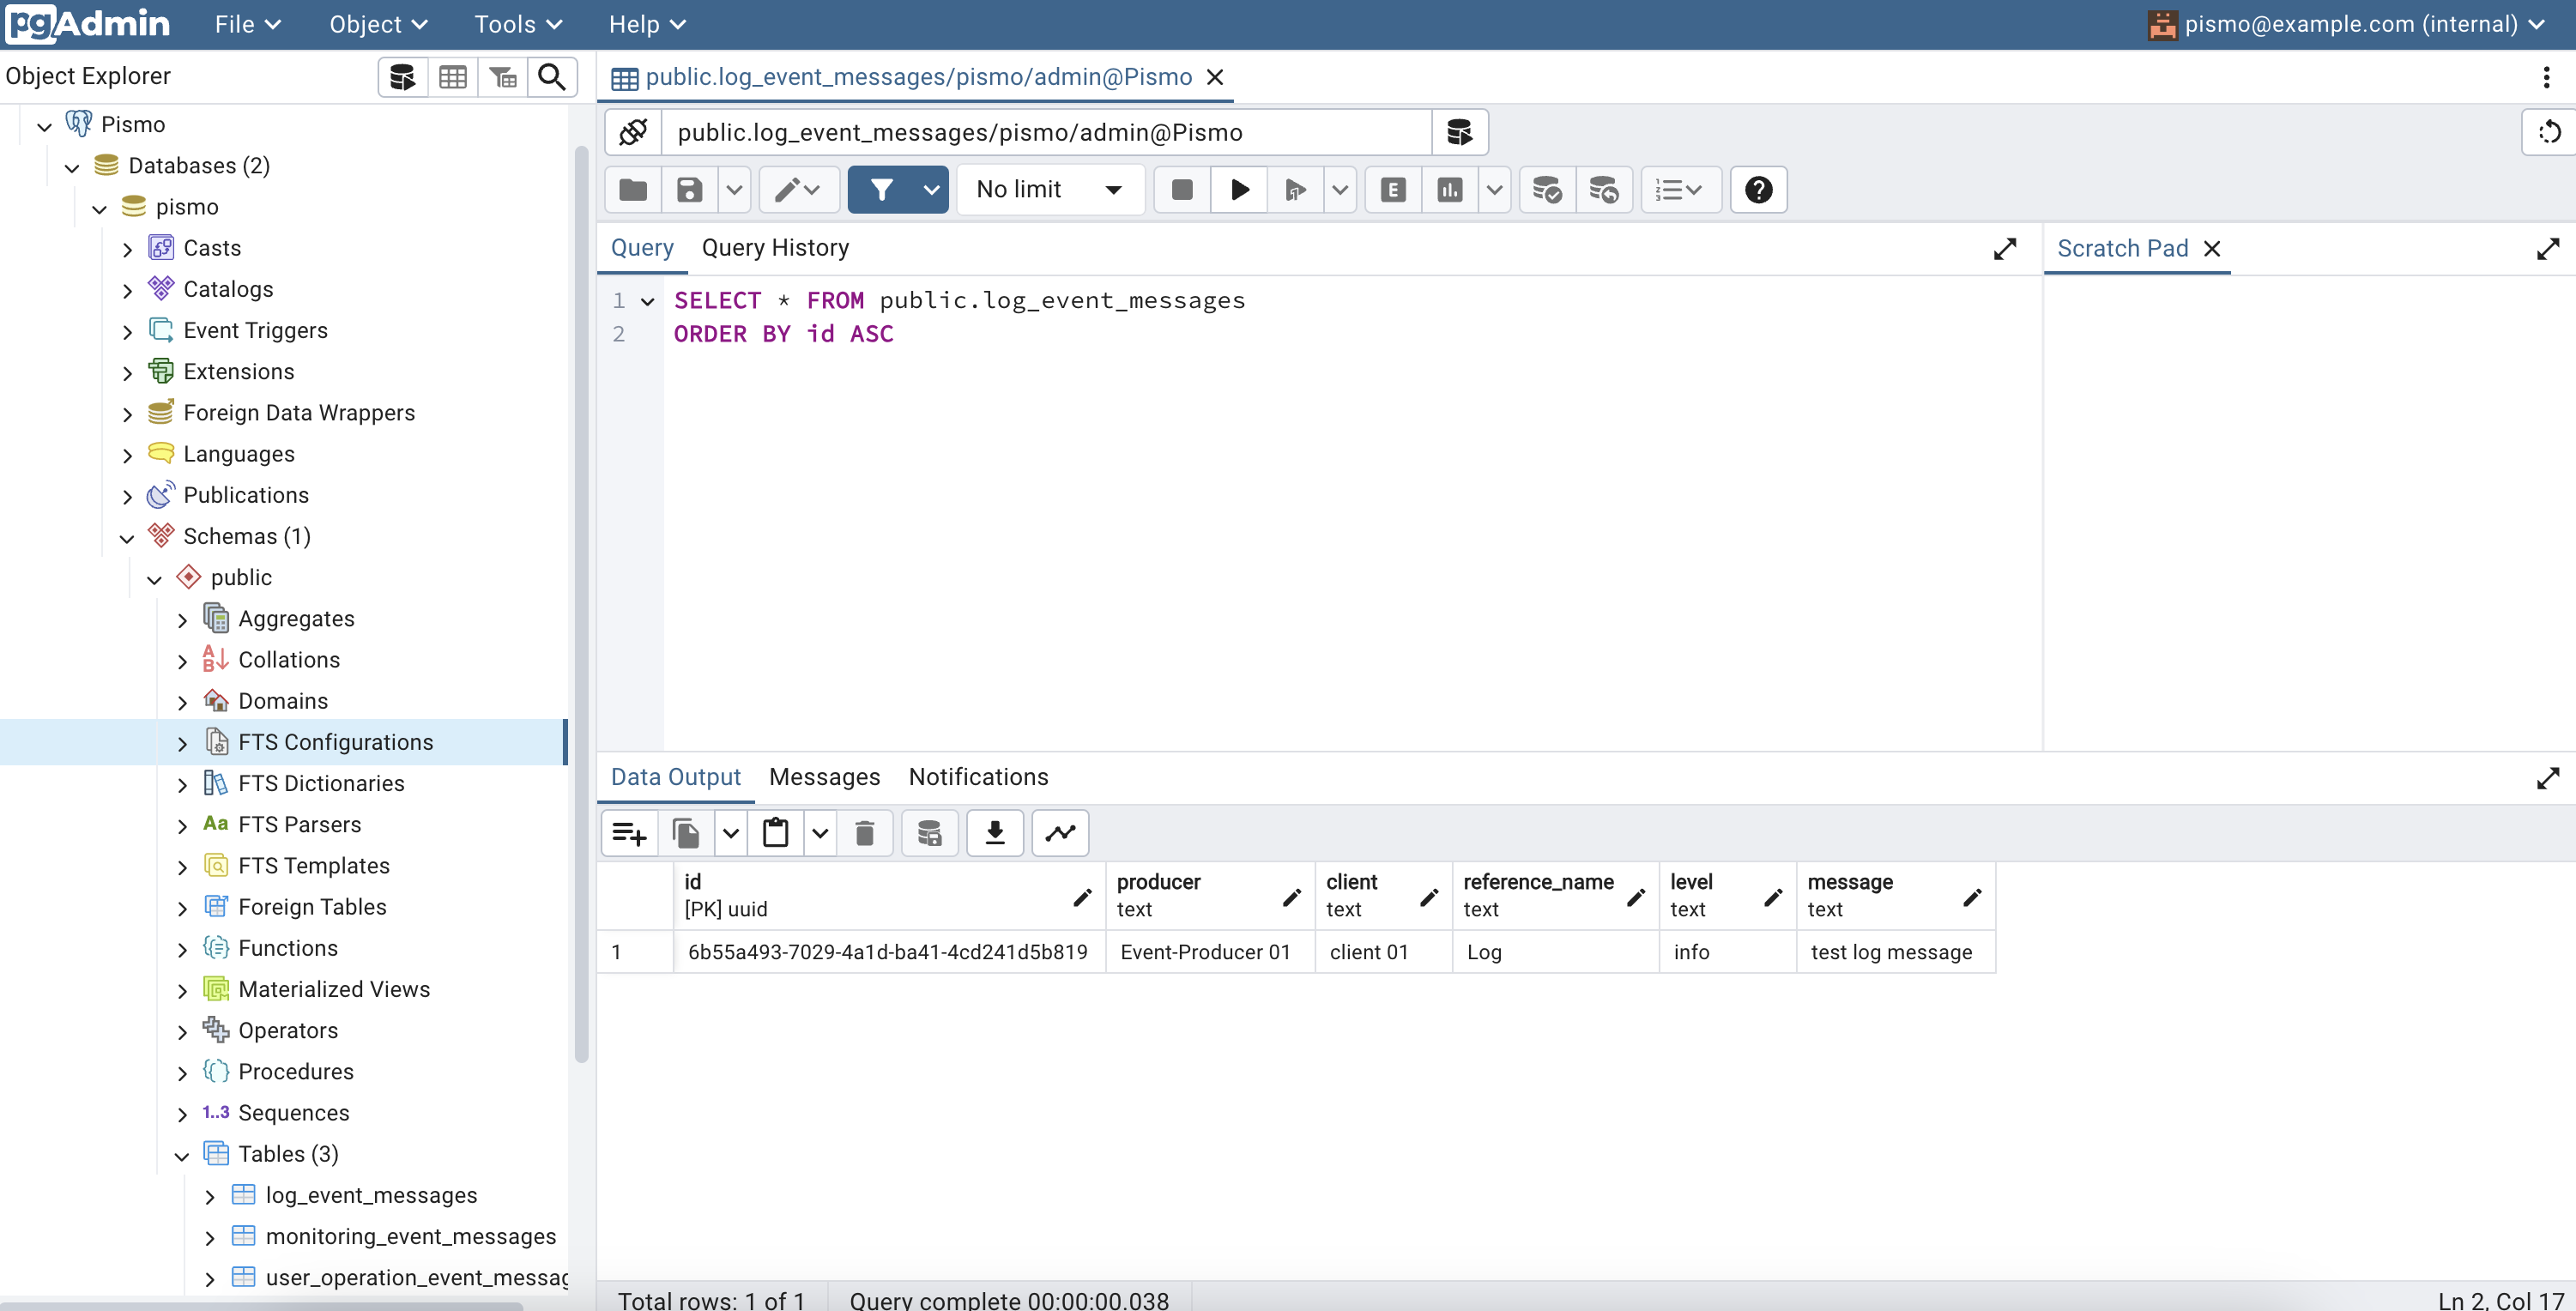 pgAdmin File Object Tools Help pismo@example.com (internal)
Object Explorer
Pismo
Databases (2)
pismo
Casts
Catalogs
Event Triggers
Extensions
Foreign Data Wrappers
Languages
Publications
Schemas (1)
public
Aggregates
Collations
Domains
FTS Configurations
FTS Dictionaries
Aa FTS Parsers
FTS Templates
Foreign Tables
Functions
Materialized Views
Operators
Procedures
1..3 Sequences
Tables (3)
log_event_messages
monitoring_event_messages
user_operation_event_messag
public.log_event_messages/pismo/admin@Pismo
public.log_event_messages/pismo/admin@Pismo
No limit E
Query Query History
Scratch Pad
1 SELECT * FROM public.log_event_messages
2 ORDER BY id ASC
Data Output Messages Notifications
id producer client reference_name level message
[PK] uuid text text text text text
1 6b55a493-7029-4a1d-ba41-4cd241d5b819 Event-Producer 01 client 01 Log info test log message
Total rows: 1 of 1 Query complete 00:00:00.038 Ln 2, Col 17